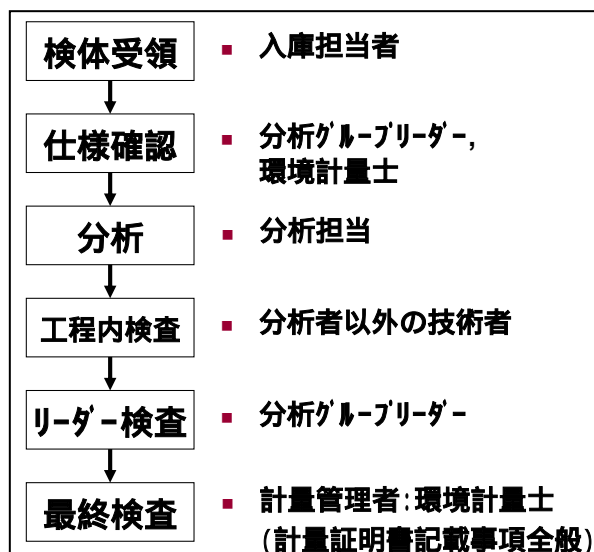 検体受領
▪ 入庫担当者
仕様確認
▪ 分析ｸﾞﾙｰﾌﾟﾘｰﾀﾞｰ,
環境計量士
分析
▪ 分析担当
工程内検査
▪ 分析者以外の技術者
ﾘｰﾀﾞｰ検査
▪ 分析ｸﾞﾙｰﾌﾟﾘｰﾀﾞｰ
最終検査
▪ 計量管理者:環境計量士
(計量証明書記載事項全般)